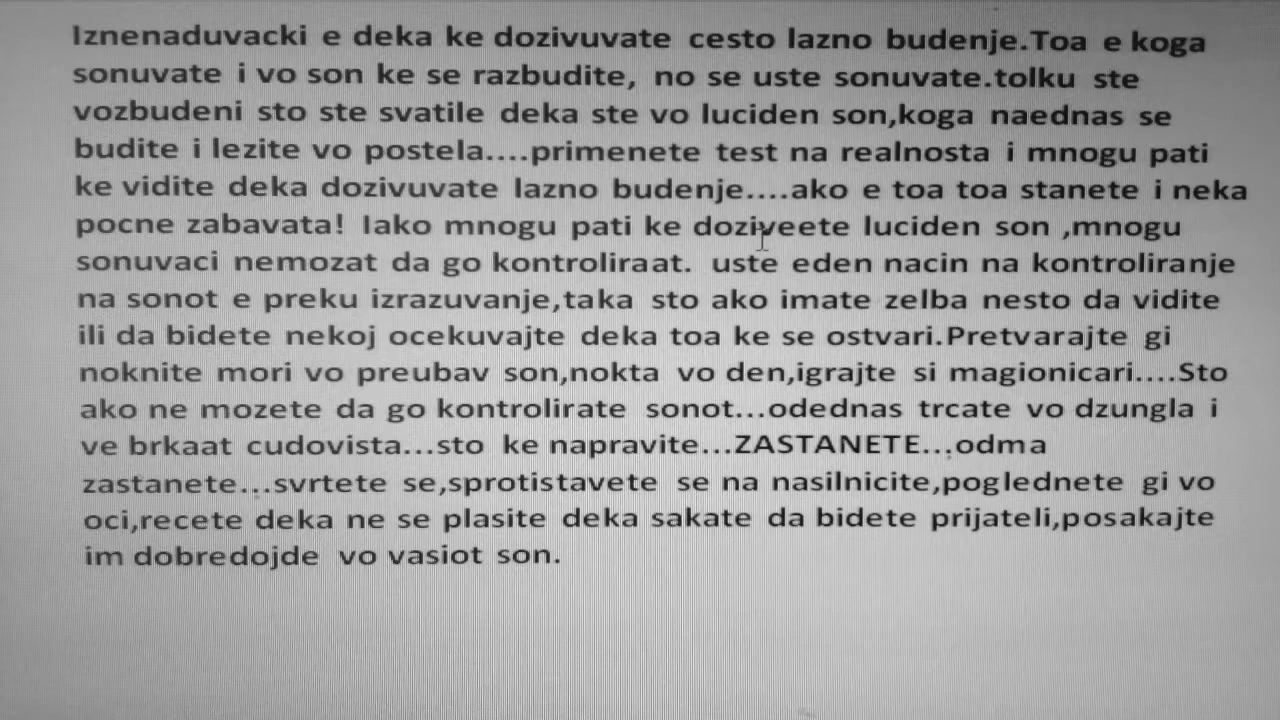 Iznenaduvacki e deka ke dozivuvate cesto lazno budenje.Toa e koga
sonuvate i vo son ke se razbudite, no se uste sonuvate.tolku ste
vozbudeni sto ste svatile deka ste vo luciden son,koga naednas se
budite i lezite vo postela....primenete test na realnosta i mnogu pati
ke vidite deka dozivuvate lazno budenje....ako e toa toa stanete i neka
pocne zabavata! Iako mnogu pati ke doziveete luciden son ,mnogu
sonuvaci nemozat da go kontroliraat. uste eden nacin na kontroliranje
na sonot e preku izrazuvanje,taka sto ako imate zelba nesto da vidite
ili da bidete nekoj ocekuvajte deka toa ke se ostvari.Pretvarajte gi
noknite mori vo preubav son,nokta vo den,igrajte si magionicari....Sto
ako ne mozete da go kontrolirate sonot...odednas trcate vo dzungla i
ve brkaat cudovista...sto ke napravite...ZASTANETE...odma
zastanete...svrtete se,sprotistavete se na nasilnicite,poglednete gi vo
oci,recete deka ne se plasite deka sakate da bidete prijateli,posakajte
im dobredojde vo vasiot son.